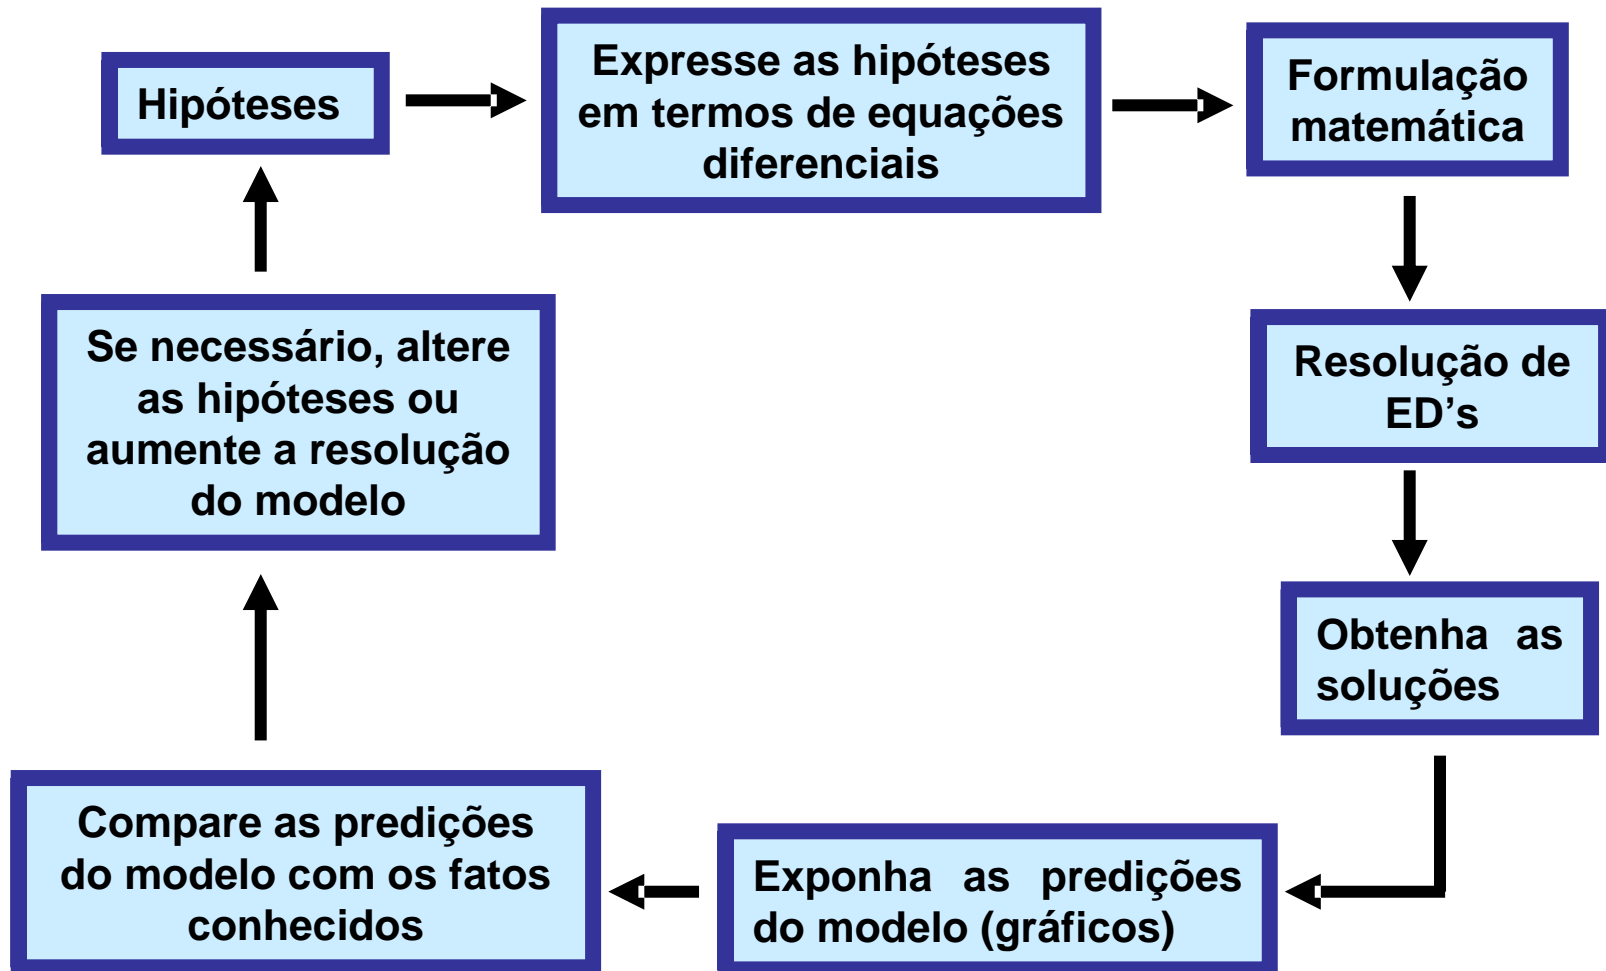 Hipóteses
Expresse as hipóteses
em termos de equações
diferenciais
Formulação
matemática
Resolução de
ED’s
Obtenha as
soluções
Exponha as predições
do modelo (gráficos)
Compare as predições
do modelo com os fatos
conhecidos
Se necessário, altere
as hipóteses ou
aumente a resolução
do modelo